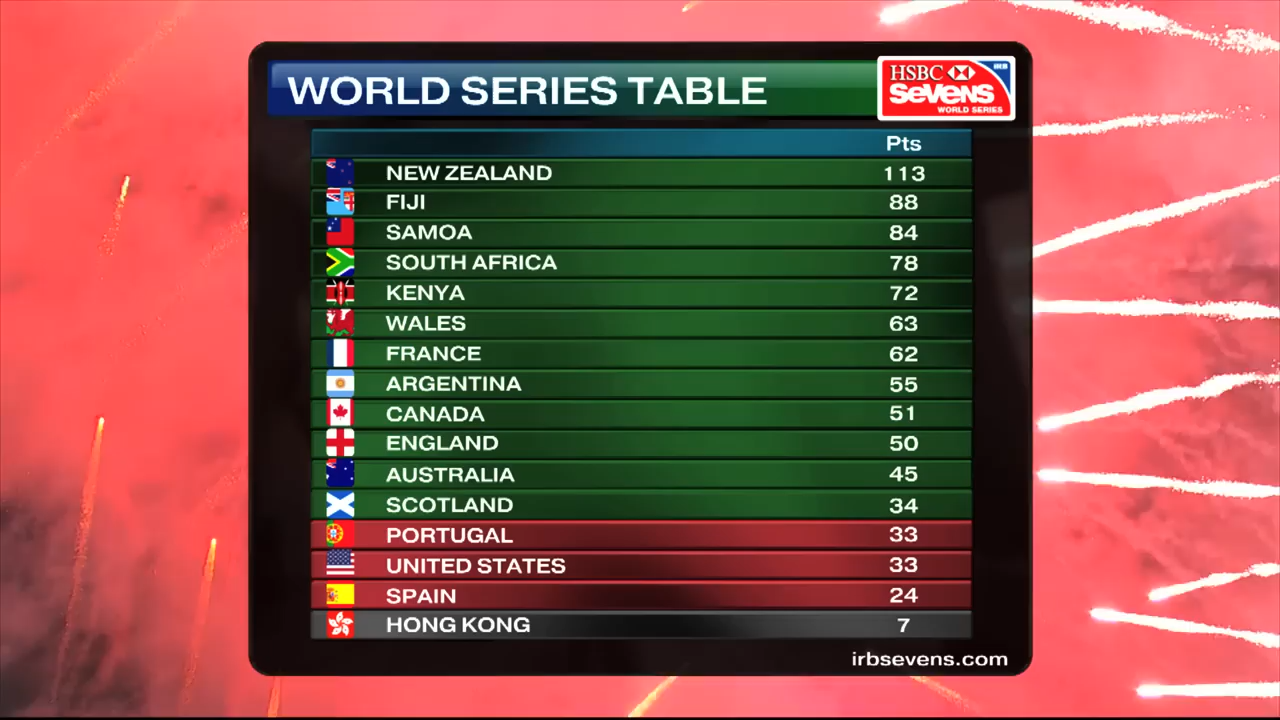 WORLD SERIES TABLE
HSBC
IRB
SeVENS
WORLD SERIES
Pts
NEW ZEALAND 113
FIJI 88
SAMOA 84
SOUTH AFRICA 78
KENYA 72
WALES 63
FRANCE 62
ARGENTINA 55
CANADA 51
ENGLAND 50
AUSTRALIA 45
SCOTLAND 34
PORTUGAL 33
UNITED STATES 33
SPAIN 24
HONG KONG 7
irbsevens.com